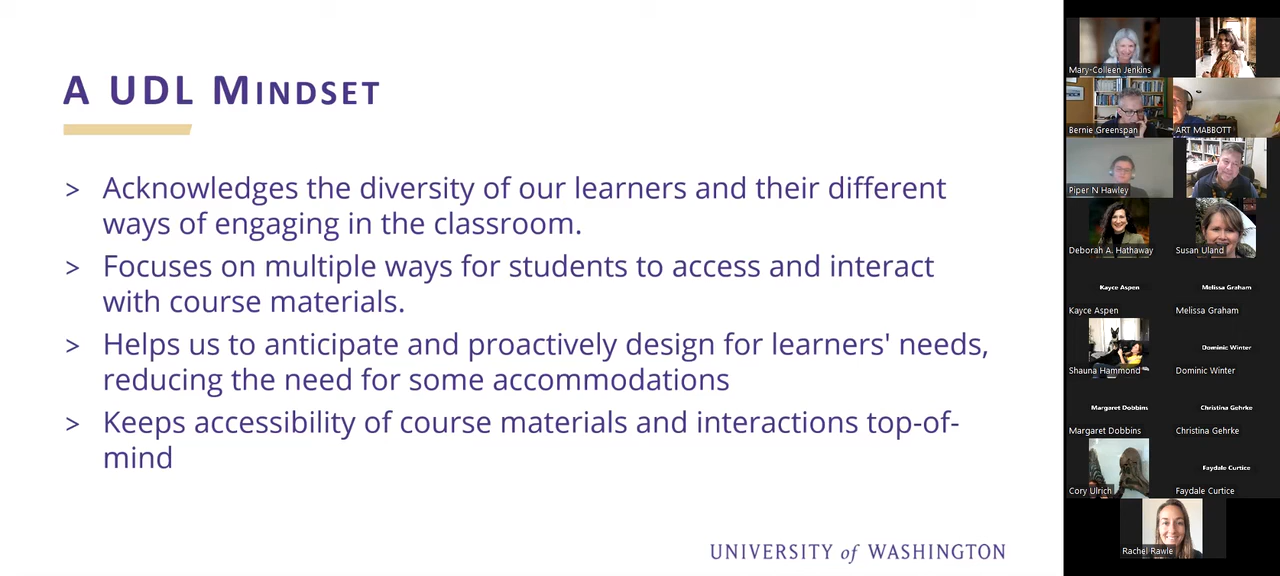 A UDL MINDSET
> Acknowledges the diversity of our learners and their different
ways of engaging in the classroom.
> Focuses on multiple ways for students to access and interact
with course materials.
> Helps us to anticipate and proactively design for learners' needs,
reducing the need for some accommodations
> Keeps accessibility of course materials and interactions top-of-
mind
UNIVERSITY of WASHINGTON
Mary-Colleen Jenkins
Bernie Greenspan
ART MABBOTT
Piper N Hawley
Deborah A. Hathaway
Susan Uland
Kayce Aspen
Melissa Graham
Kayce Aspen
Melissa Graham
Dominic Winter
Shauna Hammond
Dominic Winter
Margaret Dobbins
Christina Gehrke
Margaret Dobbins
Christina Gehrke
Faydale Curtice
Cory Ulrich
Faydale Curtice
Rachel Rawle